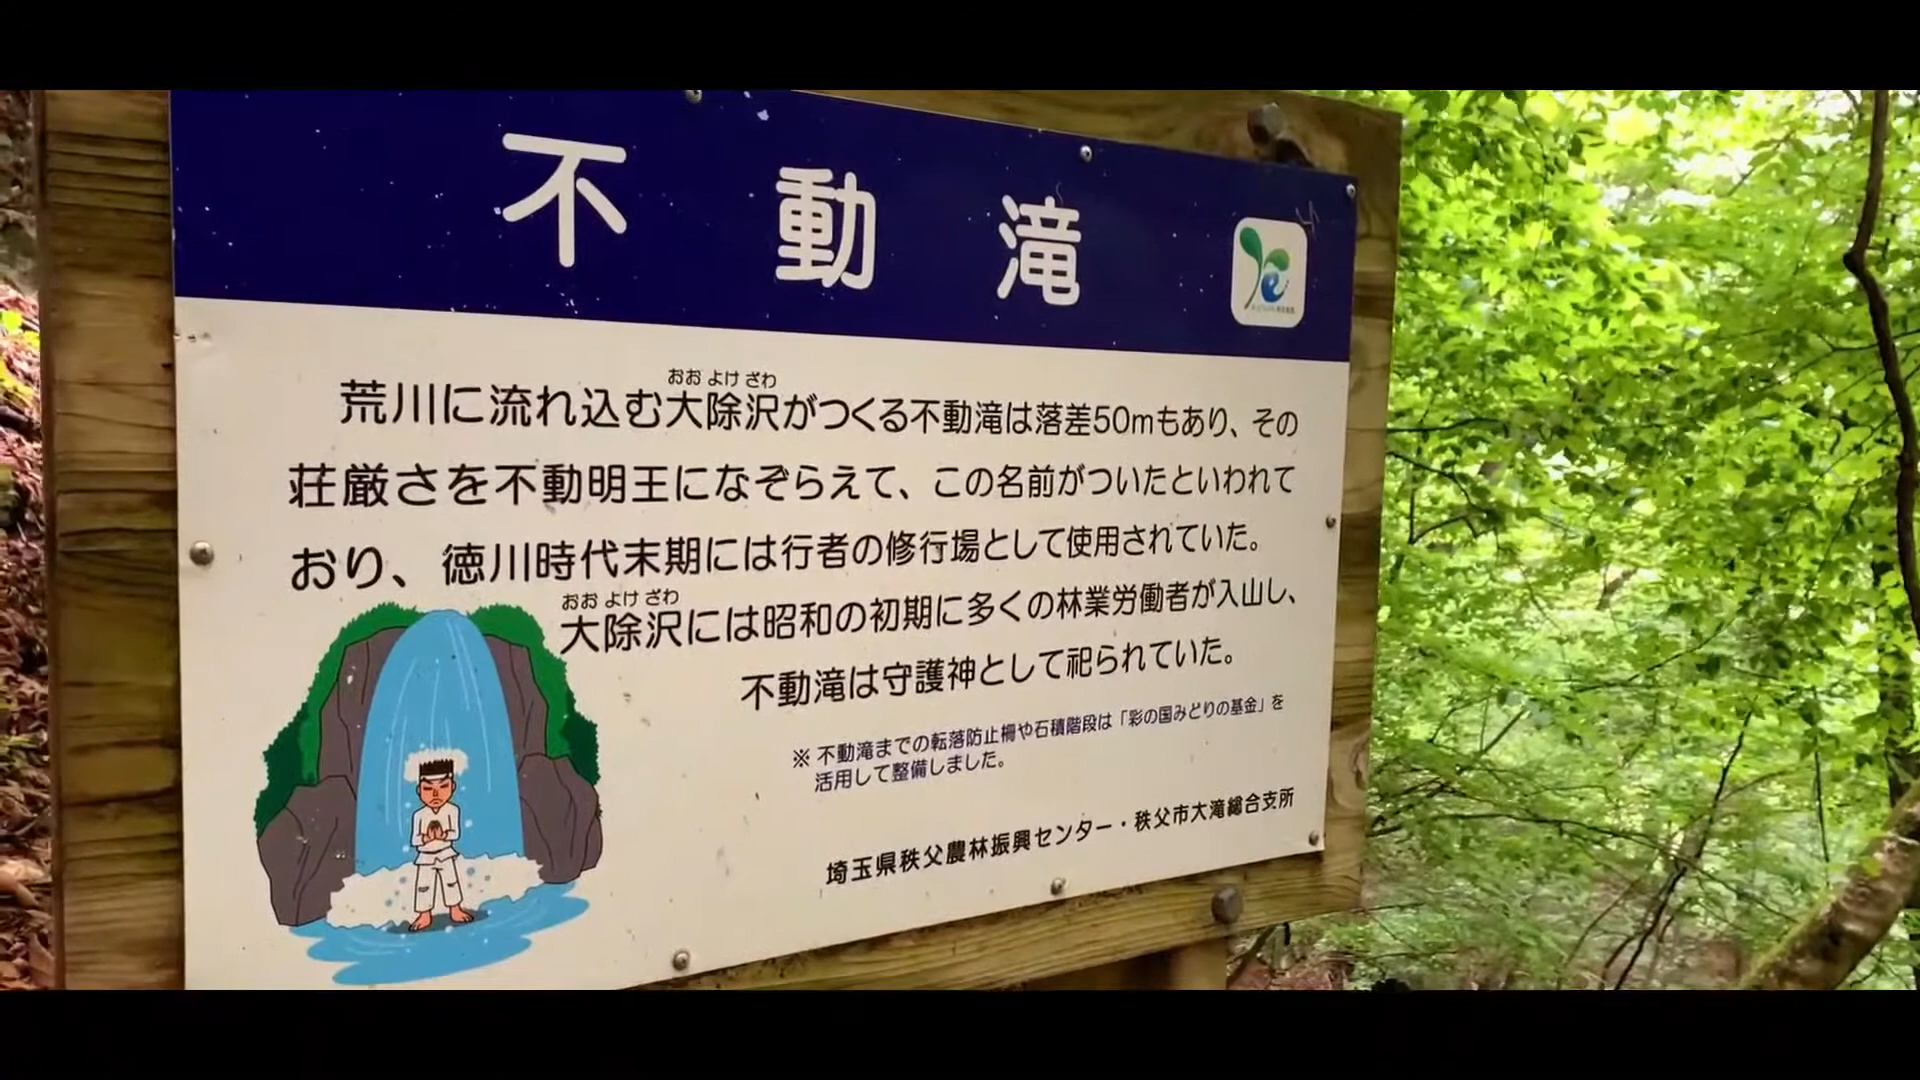 不動滝
おおよけざわ
荒川に流れ込む大除沢がつくる不動滝は落差50mもあり、その
荘厳さを不動明王になぞらえて、この名前がついたといわれて
おり、徳川時代末期には行者の修行場として使用されていた。
おおよけざわ
大除沢には昭和の初期に多くの林業労働者が入山し、
不動滝は守護神として祀られていた。
※ 不動滝までの転落防止柵や石積階段は「彩の国みどりの基金」を
活用して整備しました。
埼玉県秩父農林振興センター・秩父市大滝総合支所